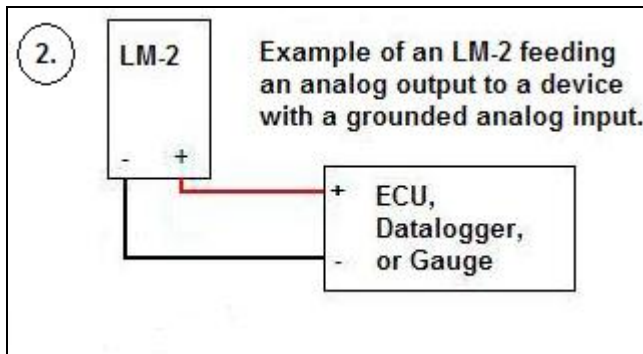 2.
LM-2
Example of an LM-2 feeding
an analog output to a device
with a grounded analog input.
- +
+
ECU,
Datalogger,
- or Gauge